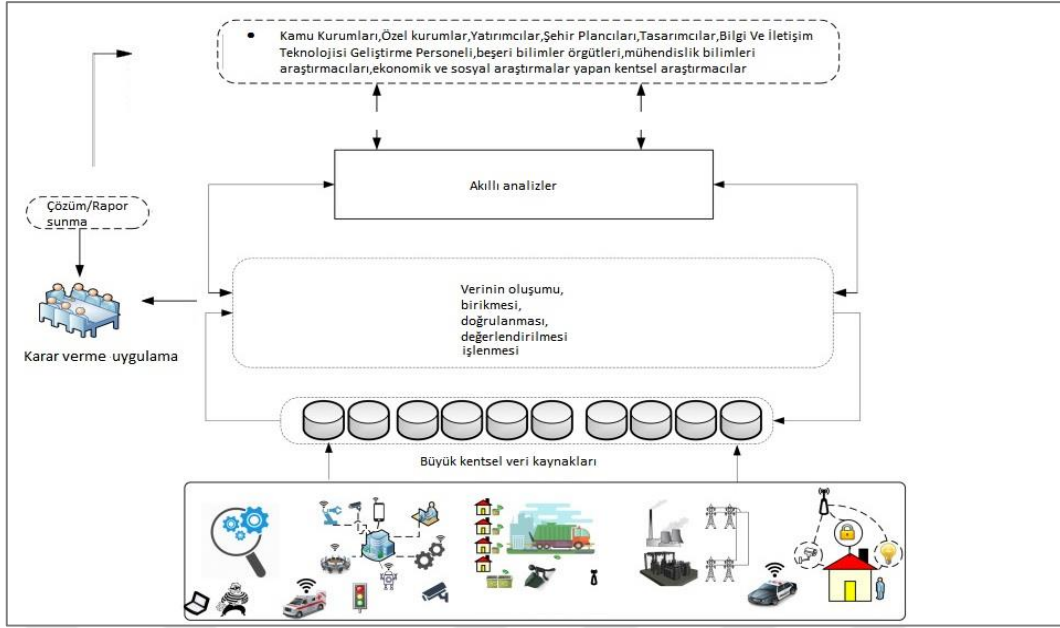 • Kamu Kurumları,Özel kurumlar,Yatırımcılar,Şehir Plancıları,Tasarımcılar,Bilgi Ve İletişim
Teknolojisi Geliştirme Personeli,beşeri bilimler örgütleri,mühendislik bilimleri
araştırmacıları,ekonomik ve sosyal araştırmalar yapan kentsel araştırmacılar
Akıllı analizler
Çözüm/Rapor
sunma
Verinin oluşumu,
birikmesi,
doğrulanması,
değerlendirilmesi
işlenmesi
Karar verme uygulama
Büyük kentsel veri kaynakları